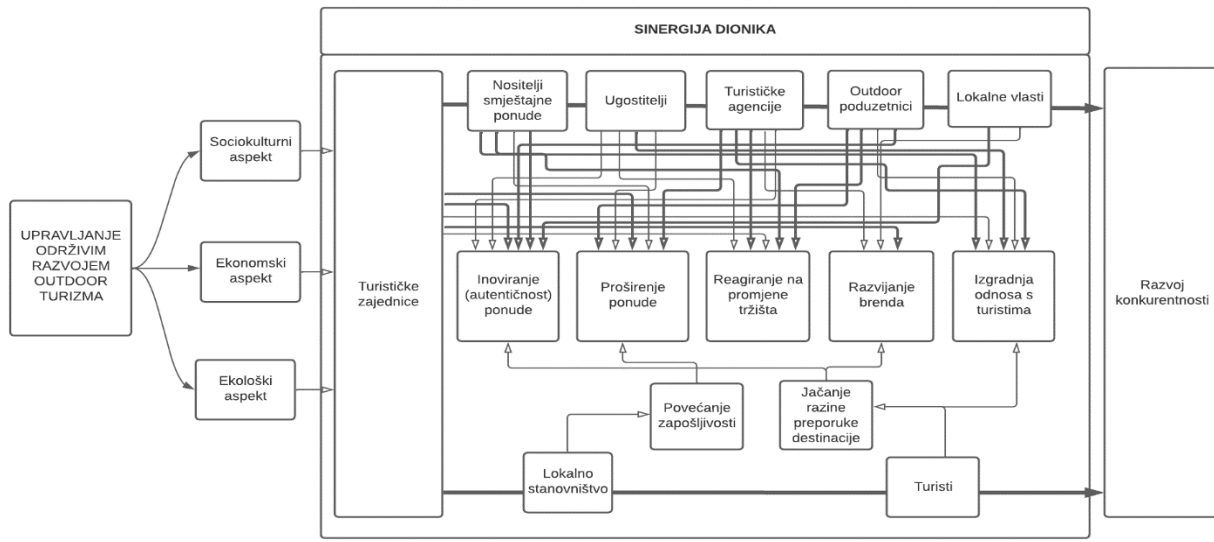 SINERGIJA DIONIKA
UPRAVLJANJE
ODRŽIVIM
RAZVOJEM
OUTDOOR
TURIZMA
Sociokulturni
aspekt
Ekonomski
aspekt
Ekološki
aspekt
Turističke
zajednice
Nositelji
smještajne
ponude
Ugostitelji
Turističke
agencije
Outdoor
poduzetnici
Lokalne vlasti
Inoviranje
(autentičnost)
ponude
Proširenje
ponude
Reagiranje na
promjene
tržišta
Razvijanje
brenda
Izgradnja
odnosa s
turistima
Povećanje
zapošljivosti
Jačanje
razine
preporuke
destinacije
Lokalno
stanovništvo
Turisti
Razvoj
konkurentnosti